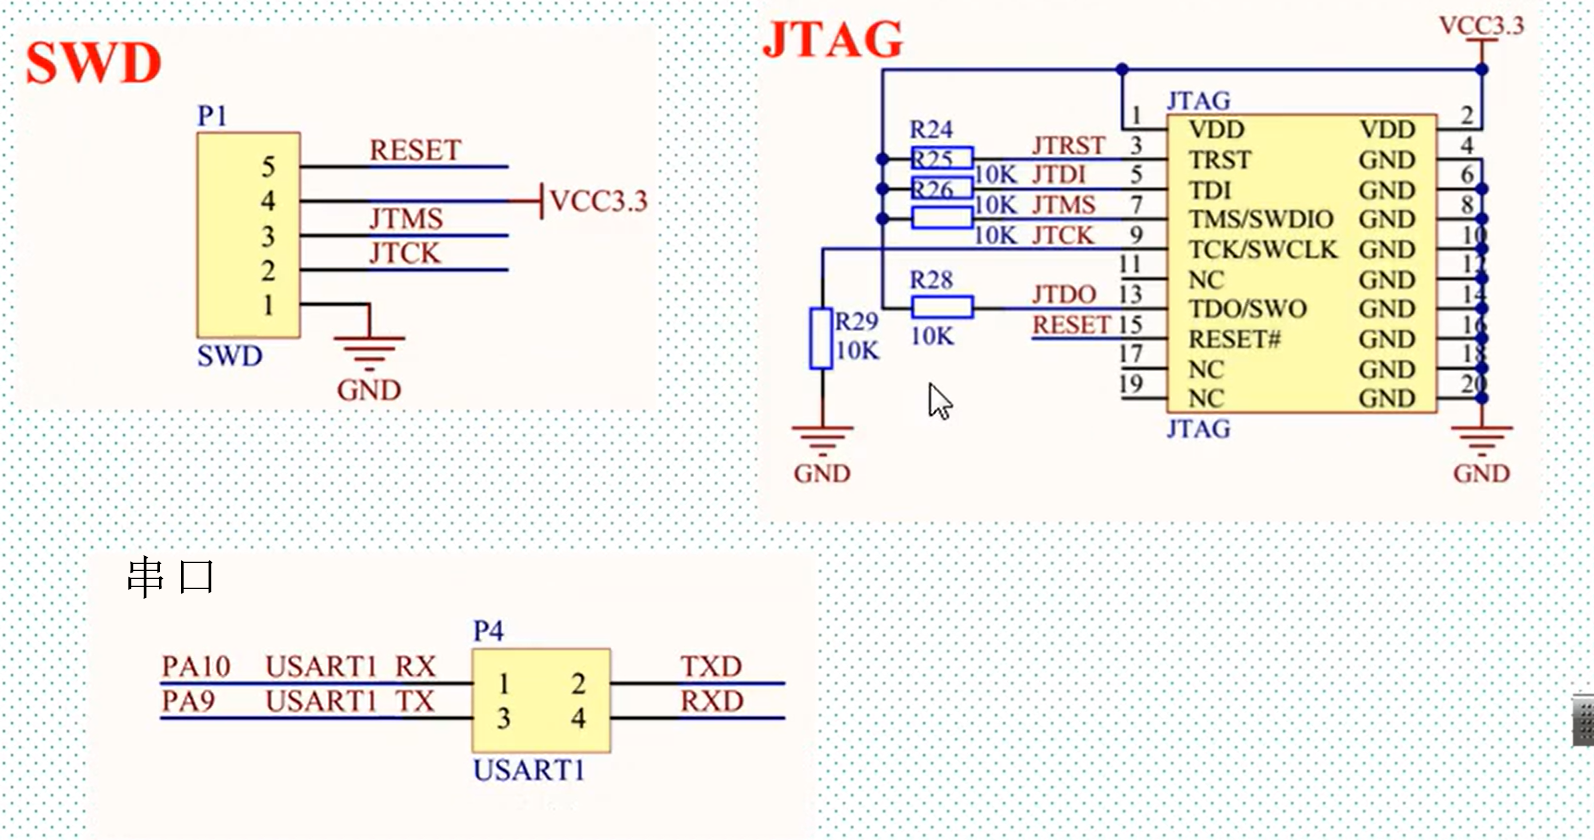 SWD
P1
5 RESET
4 VCC3.3
3 JTMS
2 JTCK
1
SWD
GND
JTAG
VCC3.3
JTAG
1 VDD VDD 2
R24 JTRST 3 TRST GND 4
R25 10K JTDI 5 TDI GND 6
R26 10K JTMS 7 TMS/SWDIO GND 8
10K JTCK 9 TCK/SWCLK GND 10
11 NC GND
R28 JTDO 13 TDO/SWO GND 14
R29 10K RESET 15 RESET# GND 16
10K 17 NC GND 18
19 NC GND 20
JTAG
GND GND
串口
P4
PA10 USART1 RX 1 2 TXD
PA9 USART1 TX 3 4 RXD
USART1